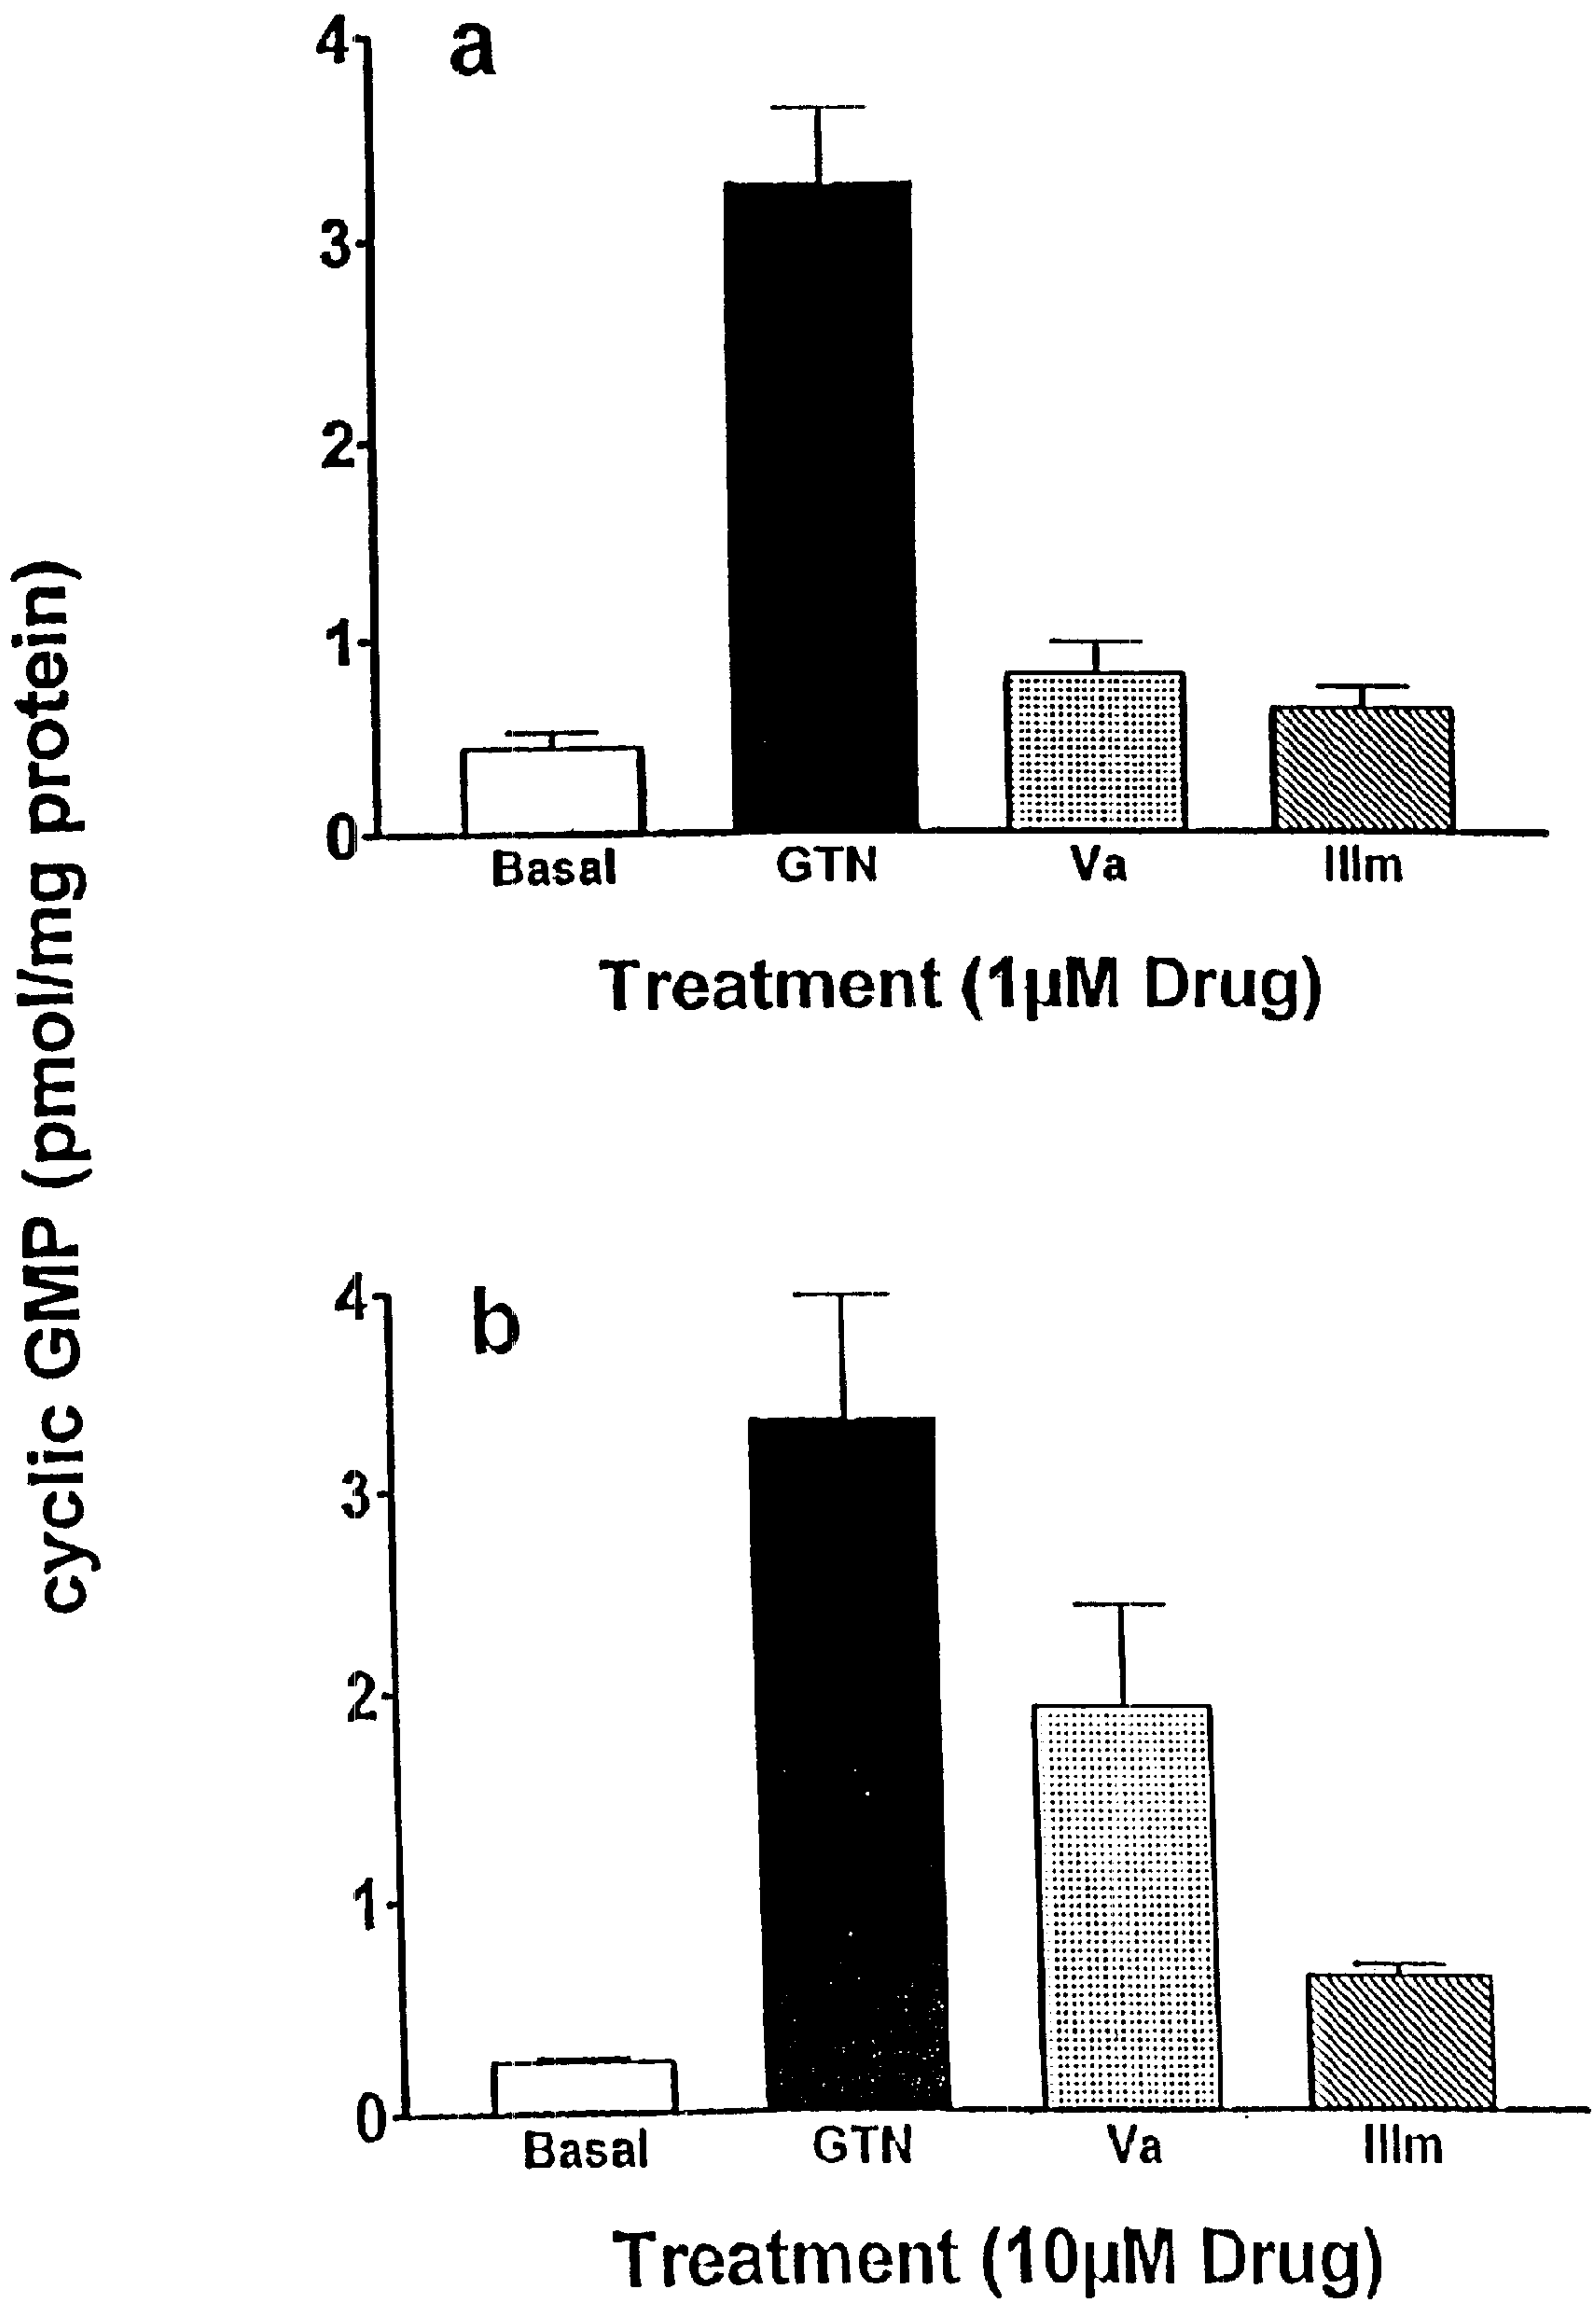 cyclic GMP (pmol/mg protein)
a
4
3
2
1
0
Basal GTN Va IIIm
Treatment (1µM Drug)
b
4
3
2
1
0
Basal GTN Va IIIm
Treatment (10µM Drug)